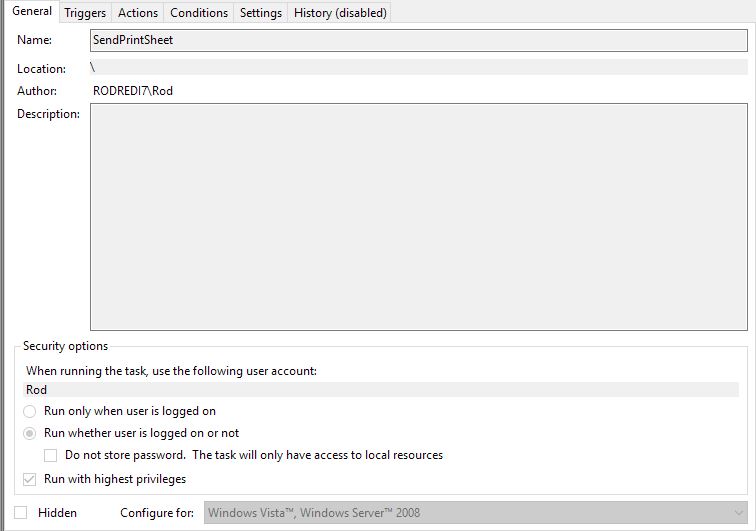 General Triggers Actions Conditions Settings History (disabled)
Name: SendPrintSheet
Location: \
Author: RODREDI7\Rod
Description:
Security options
When running the task, use the following user account:
Rod
Run only when user is logged on
Run whether user is logged on or not
Do not store password. The task will only have access to local resources
Run with highest privileges
Hidden Configure for: Windows Vista™, Windows Server™ 2008